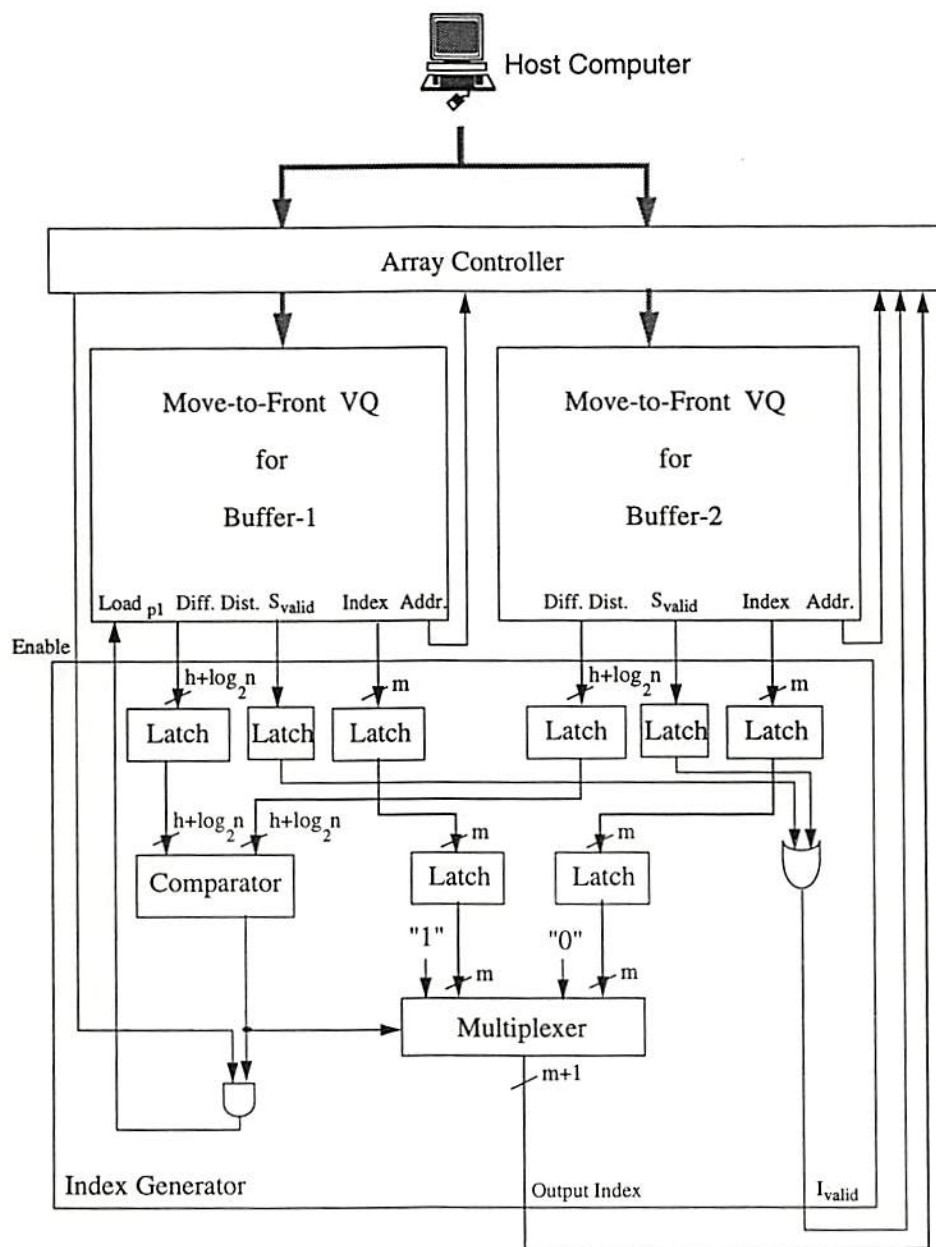 Host Computer
Array Controller
Move-to-Front VQ
for
Buffer-1
Move-to-Front VQ
for
Buffer-2
Load p1 Diff. Dist. Svalid Index Addr.
Diff. Dist. Svalid Index Addr.
Enable
h+log2n
m
h+log2n
m
Latch
Latch
Latch
Latch
Latch
Latch
h+log2n
h+log2n
m
m
Comparator
Latch
Latch
"1"
"0"
m
m
Multiplexer
m+1
Index Generator
Output Index
Ivalid